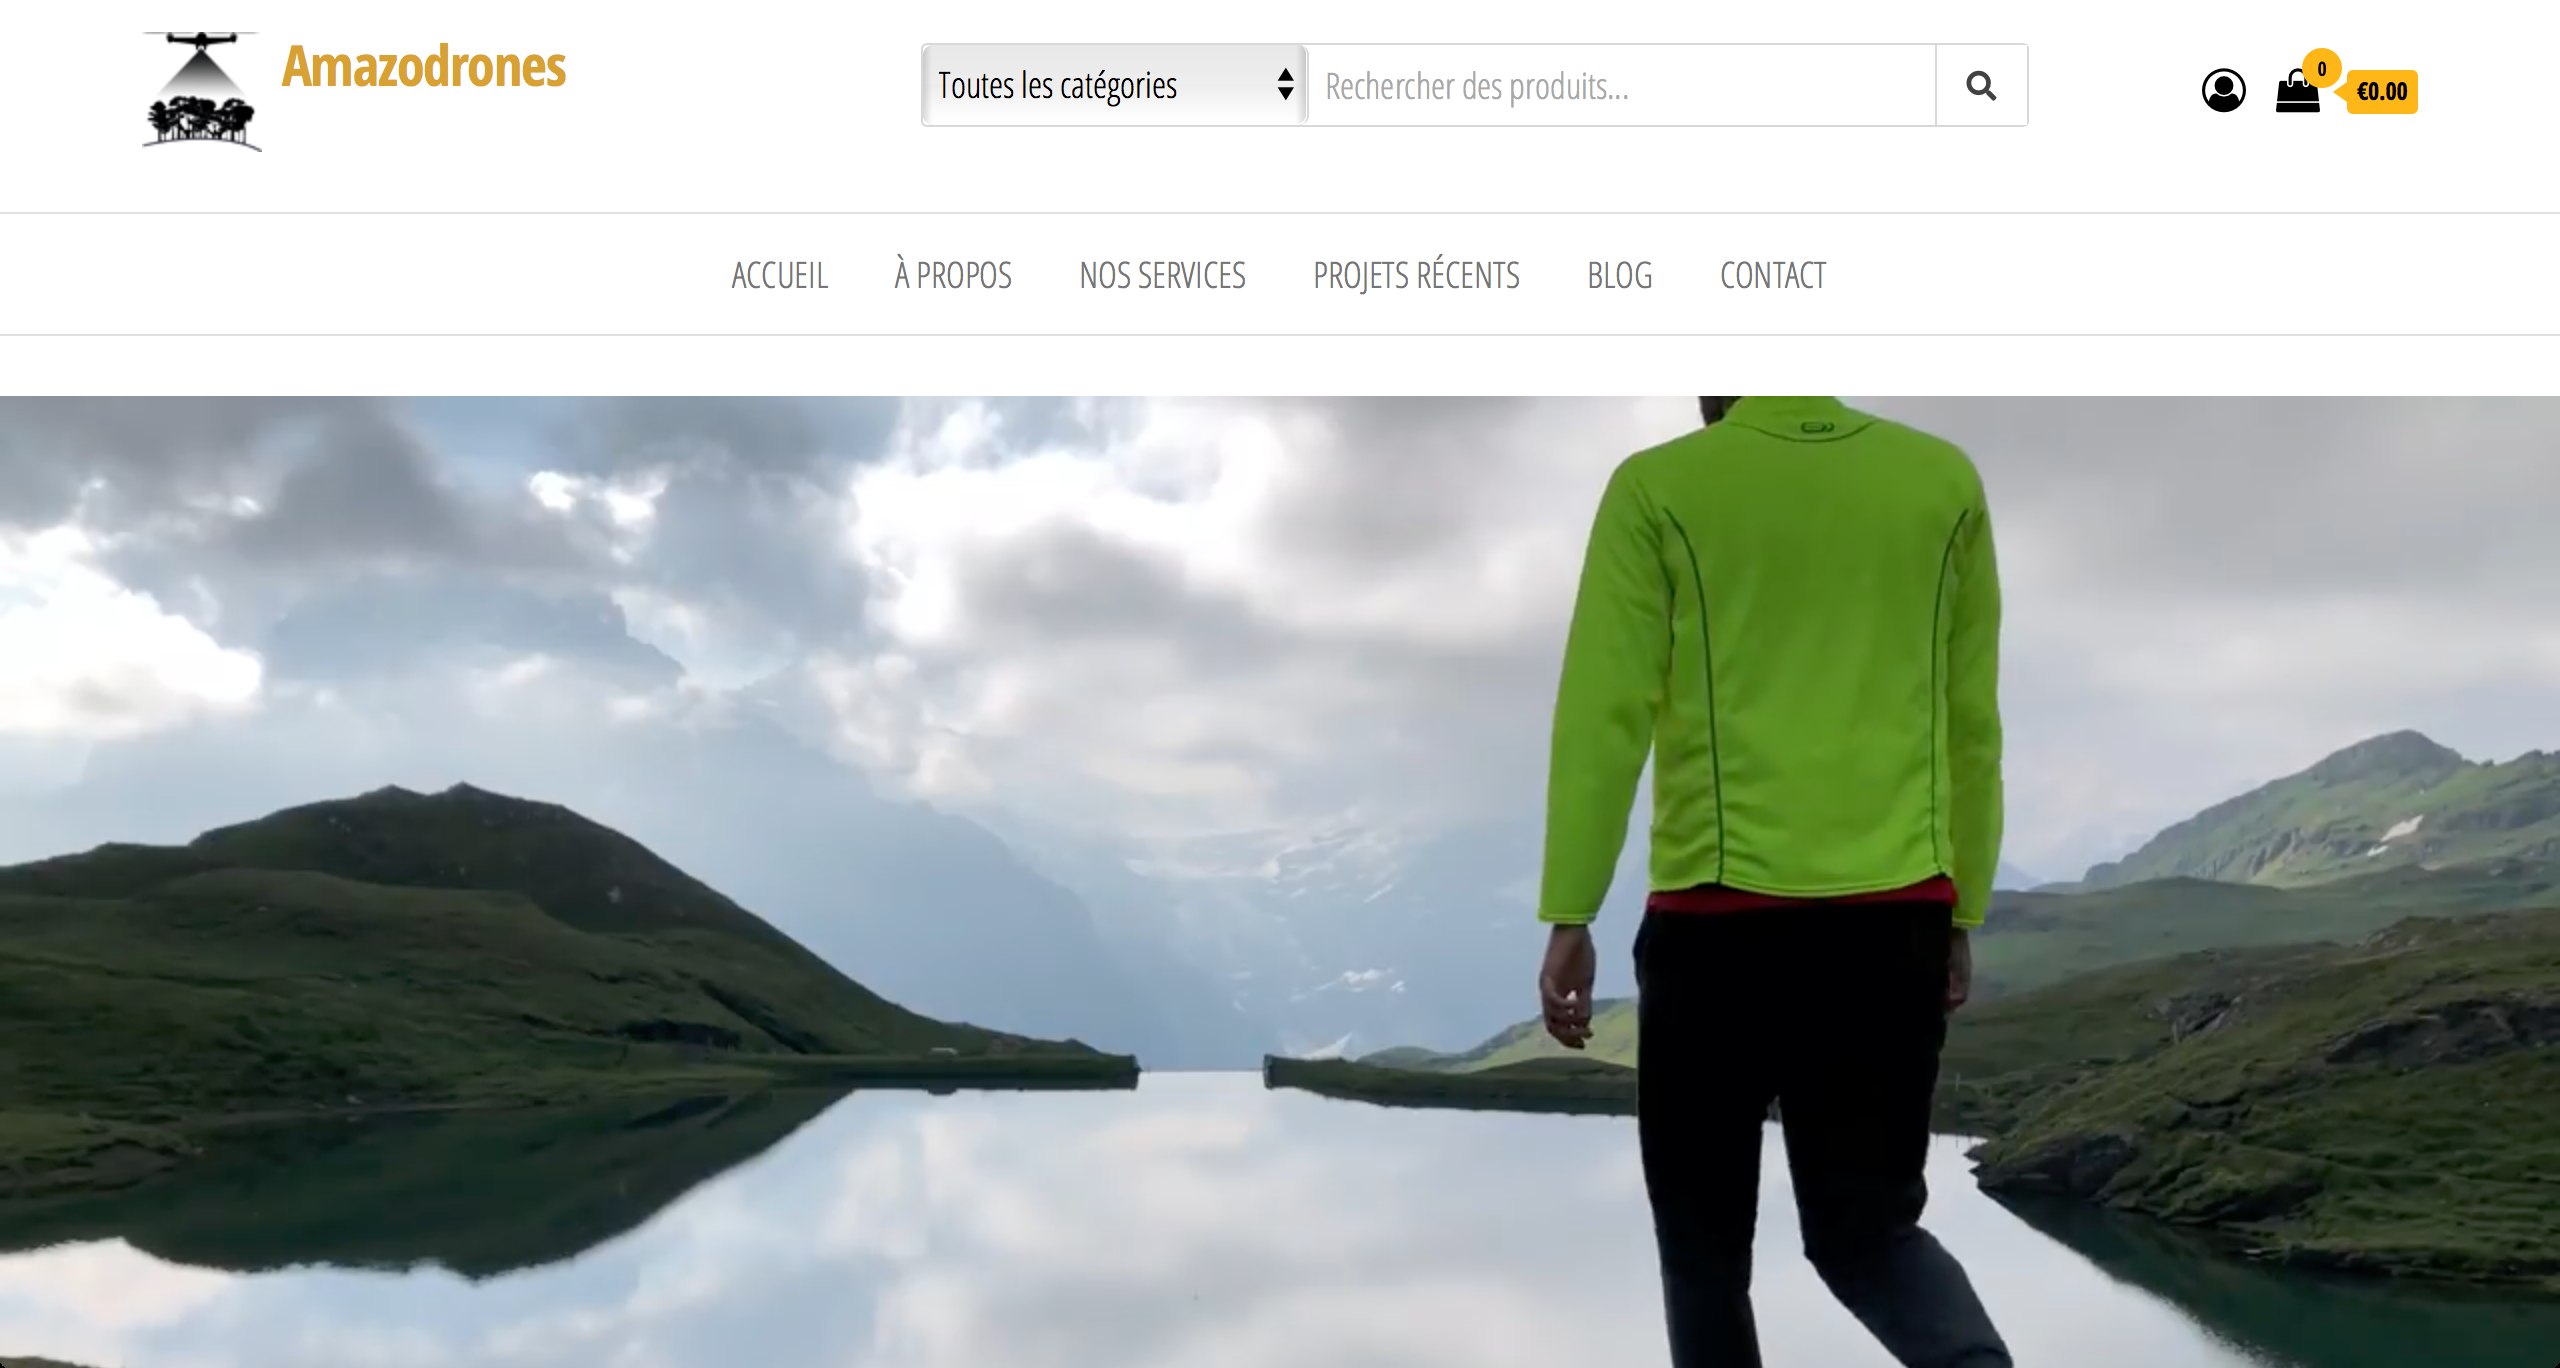 Amazodrones
Toutes les catégories
Rechercher des produits...
0
€0.00
ACCUEIL
À PROPOS
NOS SERVICES
PROJETS RÉCENTS
BLOG
CONTACT